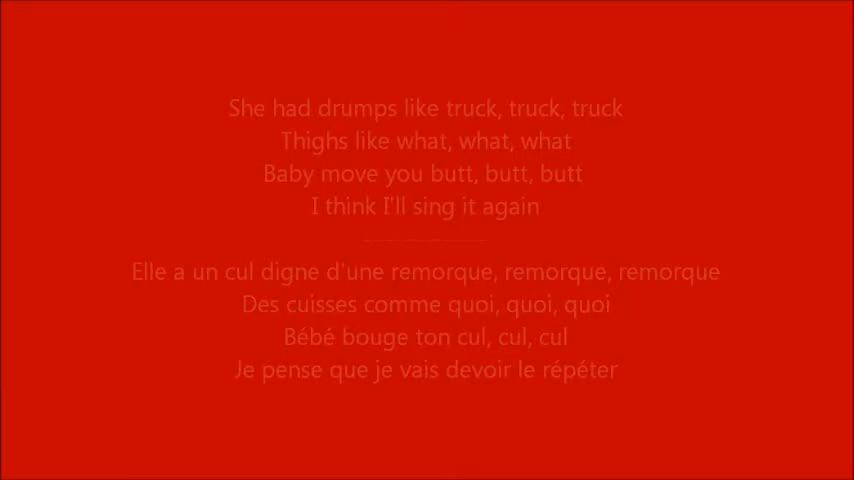 She had drumps like truck, truck, truck
Thighs like what, what, what
Baby move you butt, butt, butt
I think I'll sing it again
Elle a un cul digne d'une remorque, remorque, remorque
Des cuisses comme quoi, quoi, quoi
Bébé bouge ton cul, cul, cul
Je pense que je vais devoir le répéter